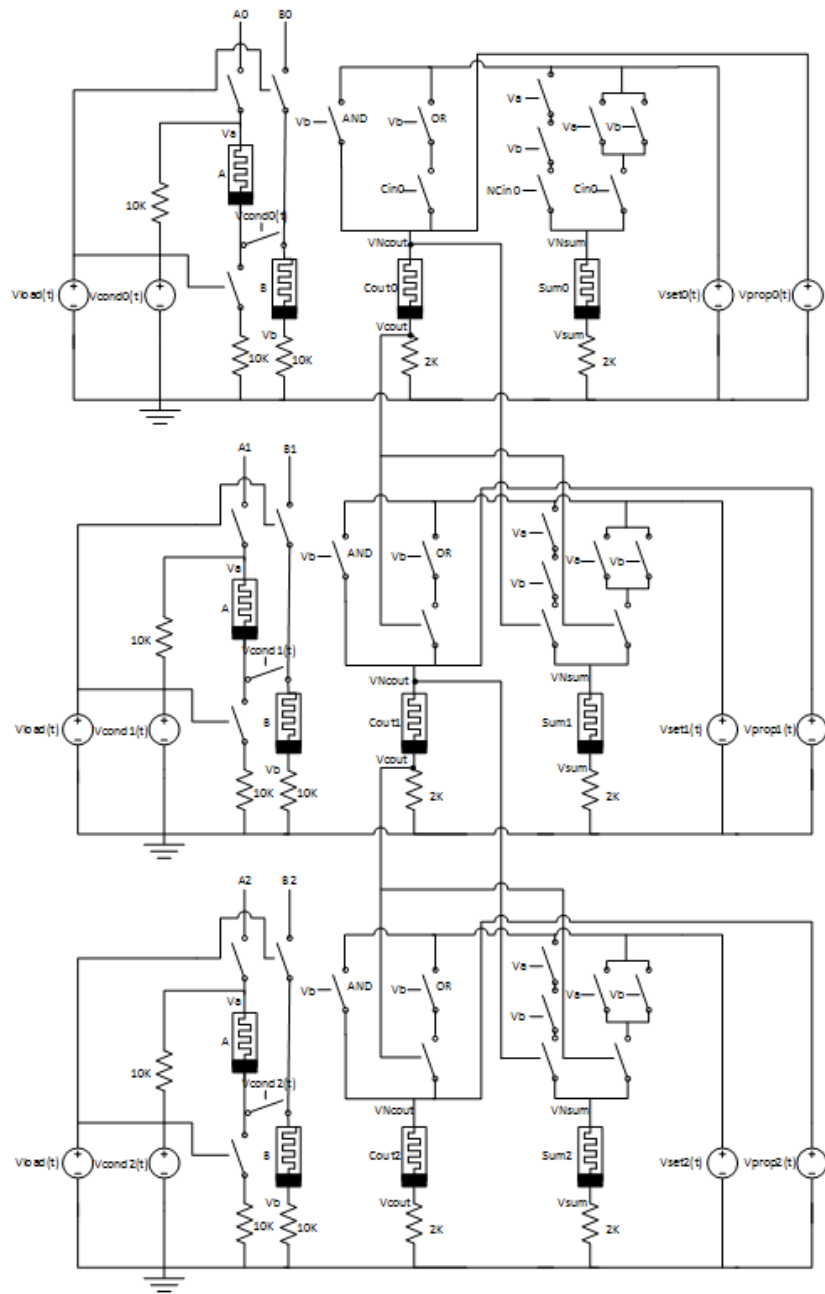 A0 B0
Va
Va
Vb AND Vb OR Va Vb
Va
A
Vb
10K Vcond0(t) Cin0 NCin0 Cin0
VNcout VNsum
Vload(t) Vcond0(t) B Cout0 Sum0 Vset0(t) Vprop0(t)
Vb Vcout Vsum
10K 10K 2K 2K
A1 B1
Va
Vb AND Vb OR Va Vb
Va
A
Vb
10K Vcond1(t)
VNcout VNsum
Vload(t) Vcond1(t) B Cout1 Sum1 Vset1(t) Vprop1(t)
Vb Vcout Vsum
10K 10K 2K 2K
A2 B2
Va
Vb AND Vb OR Va Vb
Va
A
Vb
10K Vcond2(t)
VNcout VNsum
Vload(t) Vcond2(t) B Cout2 Sum2 Vset2(t) Vprop2(t)
Vb Vcout Vsum
10K 10K 2K 2K